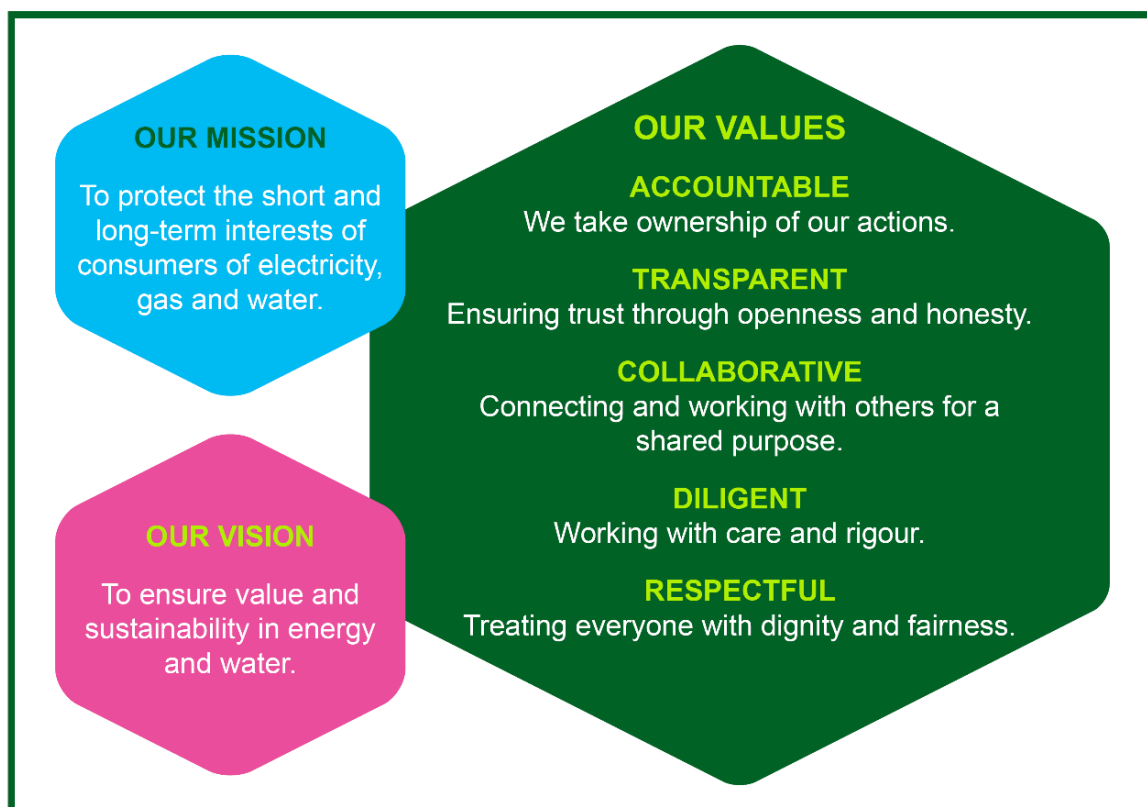 OUR MISSION
To protect the short and
long-term interests of
consumers of electricity,
gas and water.
OUR VISION
To ensure value and
sustainability in energy
and water.
OUR VALUES
ACCOUNTABLE
We take ownership of our actions.
TRANSPARENT
Ensuring trust through openness and honesty.
COLLABORATIVE
Connecting and working with others for a
shared purpose.
DILIGENT
Working with care and rigour.
RESPECTFUL
Treating everyone with dignity and fairness.